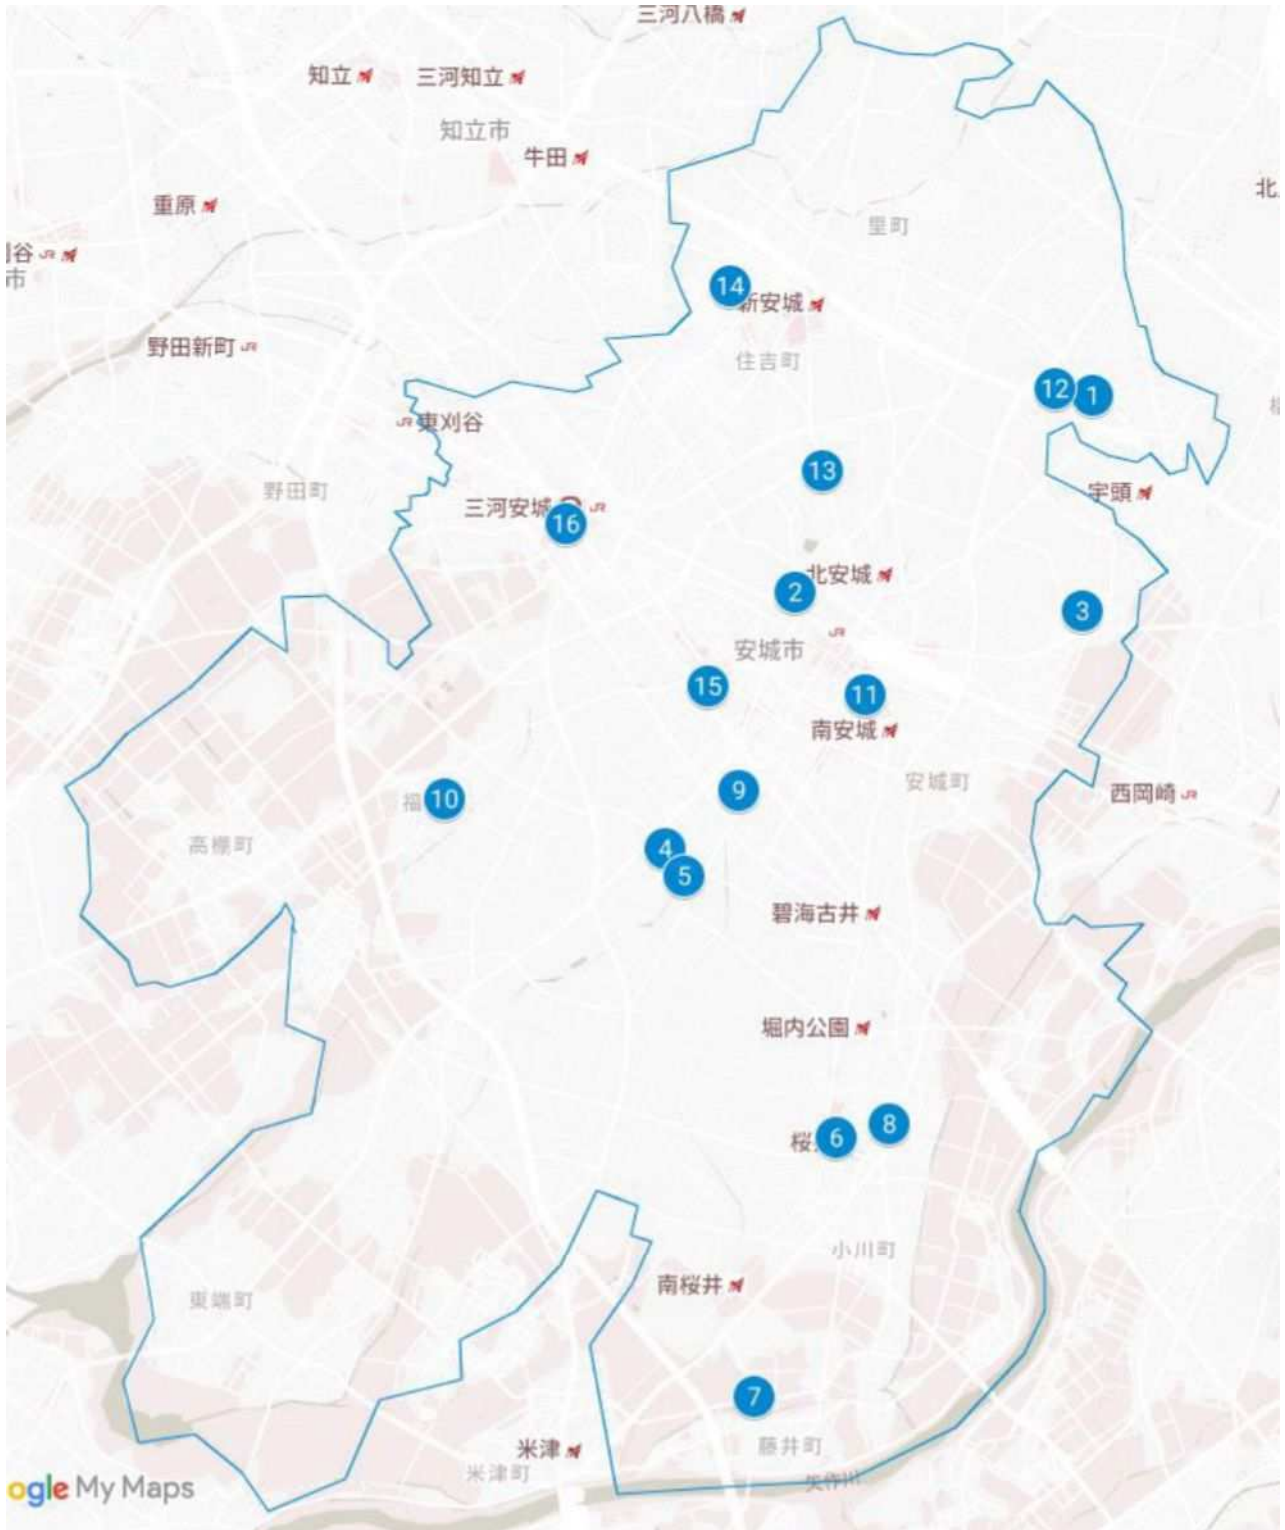 三河八橋
知立
三河知立
知立市
牛田
重原
里町
谷
市
14
新安城
野田新町
住吉町
12
1
東刈谷
13
野田町
三河安城
宇頭
16
北安城
2
3
安城市
15
11
南安城
安城町
9
西岡崎
10
高棚町
4
5
碧海古井
堀内公園
8
6
桜
小川町
南桜井
東端町
7
藤井町
米津
米津町
矢作川
ogle My Maps